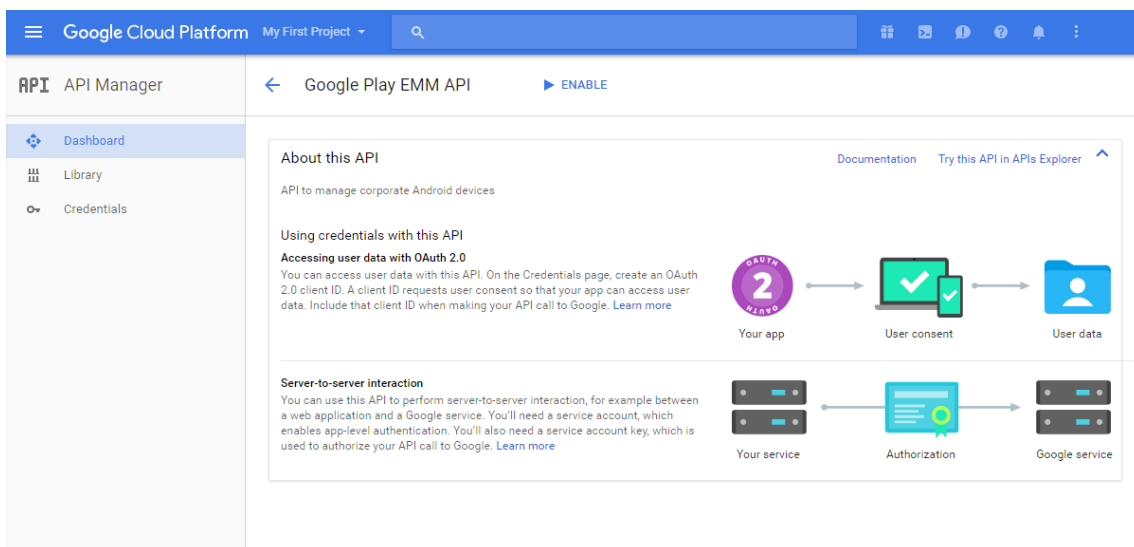 Google Cloud Platform My First Project
API API Manager
Google Play EMM API ENABLE
Dashboard
Library
Credentials
About this API
Documentation Try this API in APIs Explorer
API to manage corporate Android devices
Using credentials with this API
Accessing user data with OAuth 2.0
You can access user data with this API. On the Credentials page, create an OAuth
2.0 client ID. A client ID requests user consent so that your app can access user
data. Include that client ID when making your API call to Google. Learn more
OAUTH
2
OAUTH
Your app User consent User data
Server-to-server interaction
You can use this API to perform server-to-server interaction, for example between
a web application and a Google service. You'll need a service account, which
enables app-level authentication. You'll also need a service account key, which is
used to authorize your API call to Google. Learn more
Your service Authorization Google service